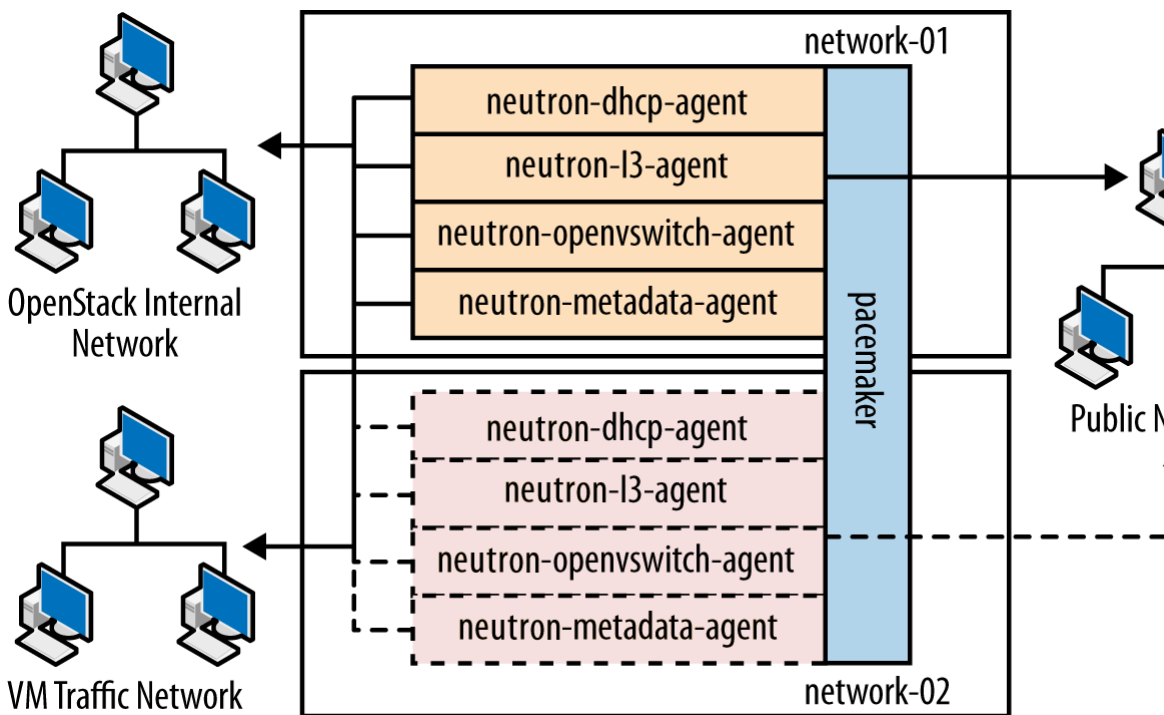 network-01
neutron-dhcp-agent
neutron-l3-agent
neutron-openvswitch-agent
neutron-metadata-agent
OpenStack Internal
Network
pacemaker
Public N
neutron-dhcp-agent
neutron-l3-agent
neutron-openvswitch-agent
neutron-metadata-agent
VM Traffic Network
network-02